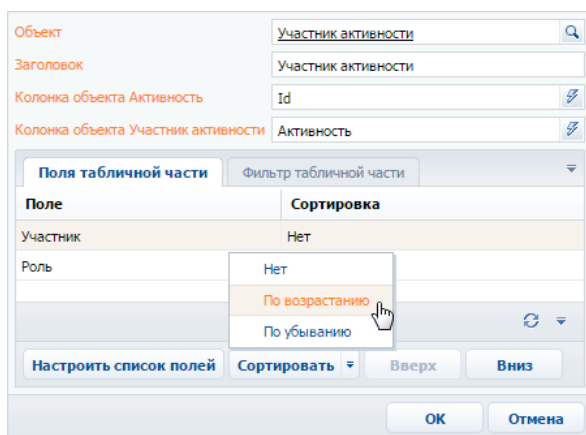 Объект Участник активности
Заголовок Участник активности
Колонка объекта Активность Id
Колонка объекта Участник активности Активность
Поля табличной части Фильтр табличной части
Поле Сортировка
Участник Нет
Роль
Нет
По возрастанию
По убыванию
Настроить список полей Сортировать Вверх Вниз
ОК Отмена